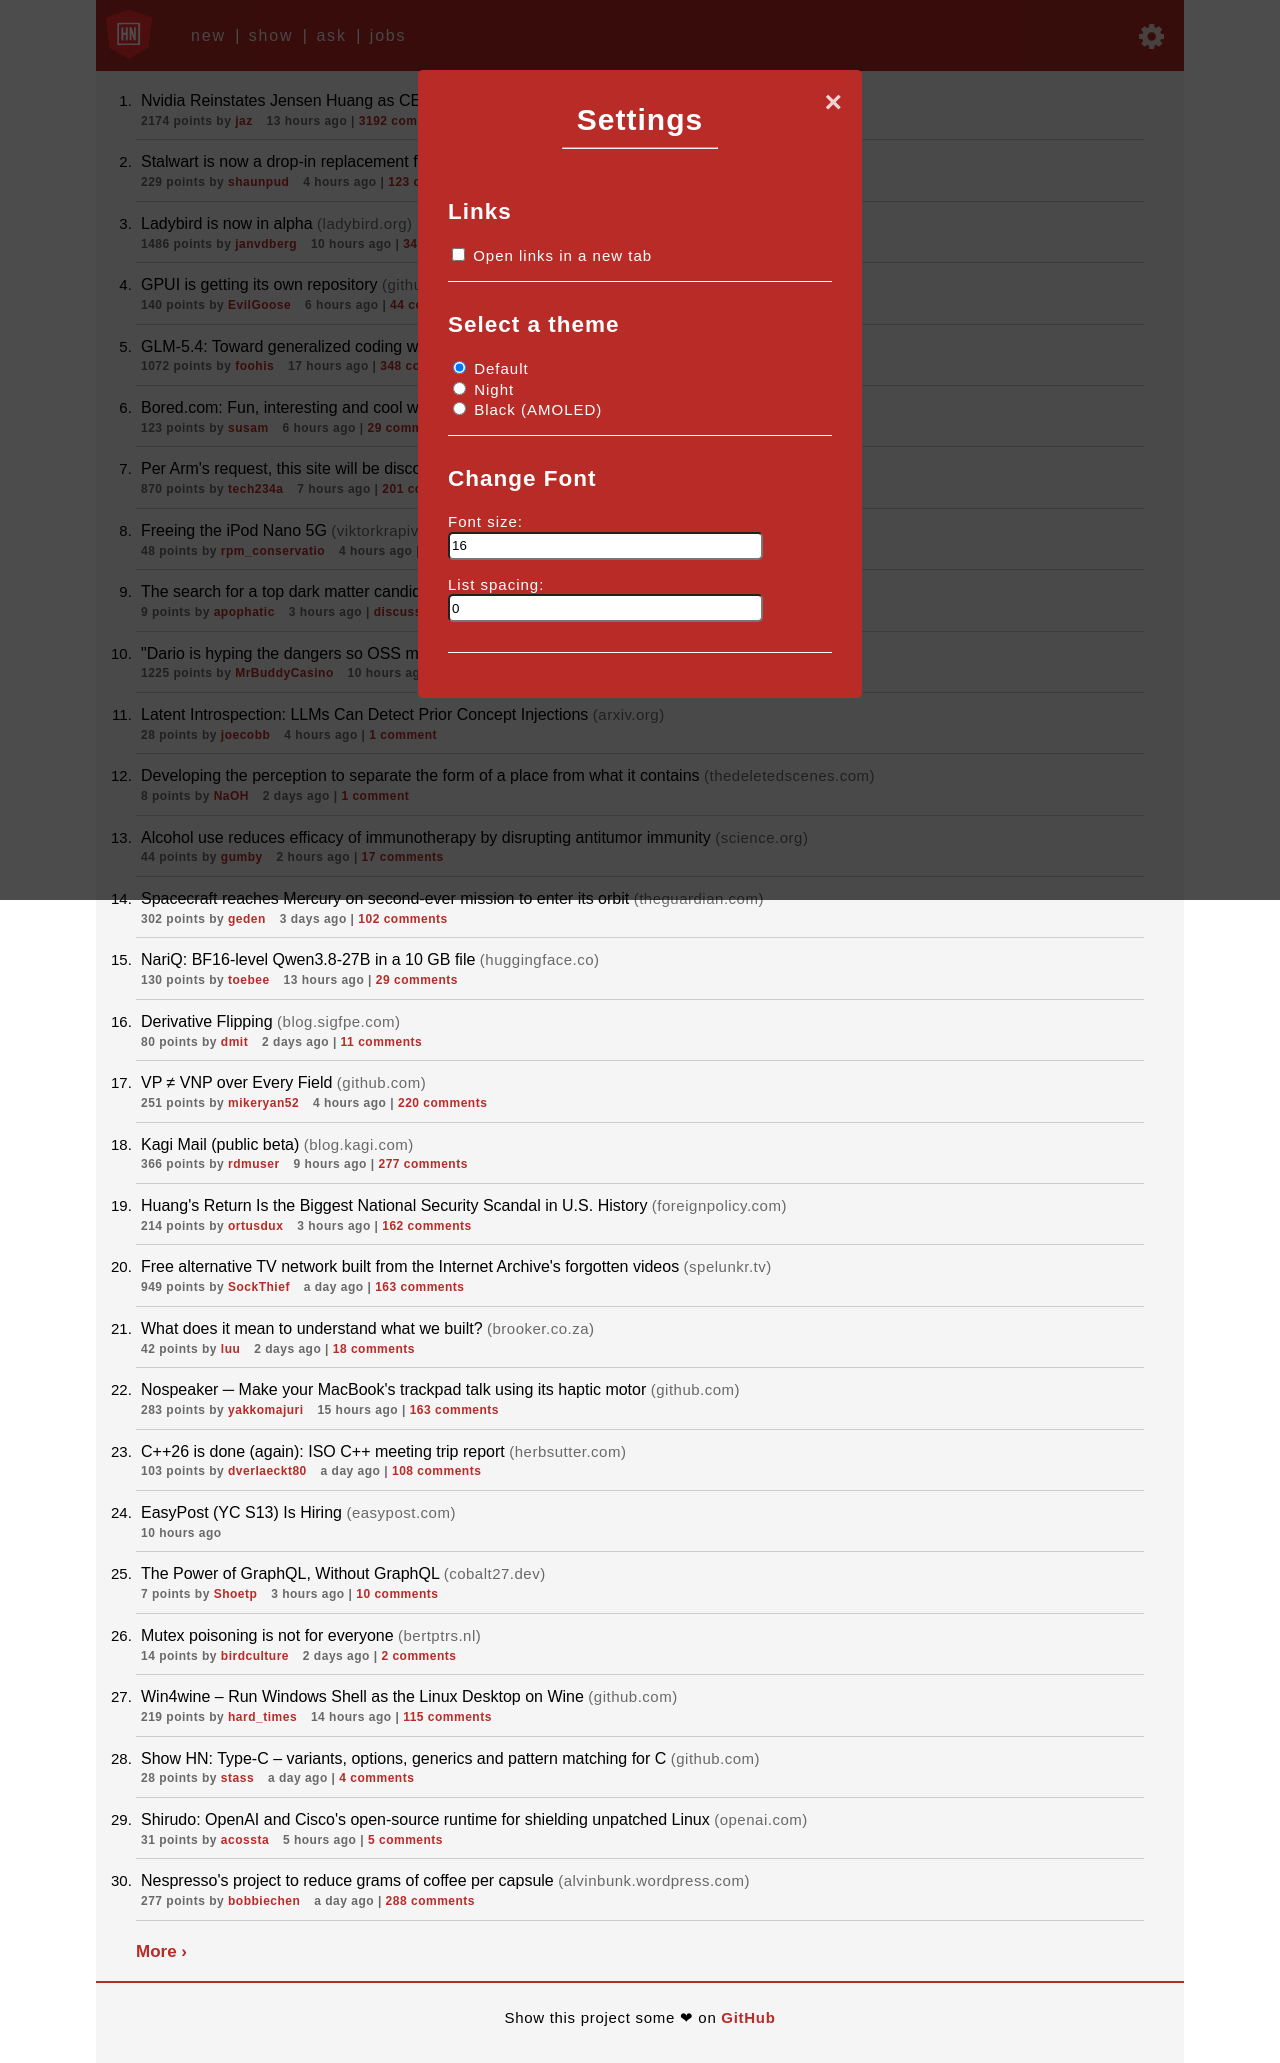 HN
new | show | ask | jobs
Settings
×
Links
Open links in a new tab
Select a theme
Default
Night
Black (AMOLED)
Change Font
Font size:
16
List spacing:
0
1. Nvidia Reinstates Jensen Huang as
2174 points by jaz 13 hours ago | 3192
2. Stalwart is now a drop-in replacement
229 points by shaunpud 4 hours ago | 123
3. Ladybird is now in alpha (ladybird.org)
1486 points by janvdberg 10 hours ago |
4. GPUI is getting its own repository
140 points by EvilGoose 6 hours ago | 44
5. GLM-5.4: Toward generalized coding
1072 points by foohis 17 hours ago | 348
6. Bored.com: Fun, interesting and cool
123 points by susam 6 hours ago | 29
7. Per Arm's request, this site will be
870 points by tech234a 7 hours ago | 201
8. Freeing the iPod Nano 5G
48 points by rpm_conservatio 4 hours ago |
9. The search for a top dark matter
9 points by apophatic 3 hours ago | discuss
10. "Dario is hyping the dangers so OSS
1225 points by MrBuddyCasino 10 hours
11. Latent Introspection: LLMs Can Detect Prior Concept Injections (arxiv.org)
28 points by joecobb 4 hours ago | 1 comment
12. Developing the perception to separate the form of a place from what it contains (thedeletedscenes.com)
8 points by NaOH 2 days ago | 1 comment
13. Alcohol use reduces efficacy of immunotherapy by disrupting antitumor immunity (science.org)
44 points by gumby 2 hours ago | 17 comments
14. Spacecraft reaches Mercury on second-ever mission to enter its orbit (theguardian.com)
302 points by geden 3 days ago | 102 comments
15. NariQ: BF16-level Qwen3.8-27B in a 10 GB file (huggingface.co)
130 points by toebee 13 hours ago | 29 comments
16. Derivative Flipping (blog.sigfpe.com)
80 points by dmit 2 days ago | 11 comments
17. VP ≠ VNP over Every Field (github.com)
251 points by mikeryan52 4 hours ago | 220 comments
18. Kagi Mail (public beta) (blog.kagi.com)
366 points by rdmuser 9 hours ago | 277 comments
19. Huang's Return Is the Biggest National Security Scandal in U.S. History (foreignpolicy.com)
214 points by ortusdux 3 hours ago | 162 comments
20. Free alternative TV network built from the Internet Archive's forgotten videos (spelunkr.tv)
949 points by SockThief a day ago | 163 comments
21. What does it mean to understand what we built? (brooker.co.za)
42 points by luu 2 days ago | 18 comments
22. Nospeaker ─ Make your MacBook's trackpad talk using its haptic motor (github.com)
283 points by yakkomajuri 15 hours ago | 163 comments
23. C++26 is done (again): ISO C++ meeting trip report (herbsutter.com)
103 points by dverlaeckt80 a day ago | 108 comments
24. EasyPost (YC S13) Is Hiring (easypost.com)
10 hours ago
25. The Power of GraphQL, Without GraphQL (cobalt27.dev)
7 points by Shoetp 3 hours ago | 10 comments
26. Mutex poisoning is not for everyone (bertptrs.nl)
14 points by birdculture 2 days ago | 2 comments
27. Win4wine – Run Windows Shell as the Linux Desktop on Wine (github.com)
219 points by hard_times 14 hours ago | 115 comments
28. Show HN: Type-C – variants, options, generics and pattern matching for C (github.com)
28 points by stass a day ago | 4 comments
29. Shirudo: OpenAI and Cisco's open-source runtime for shielding unpatched Linux (openai.com)
31 points by acossta 5 hours ago | 5 comments
30. Nespresso's project to reduce grams of coffee per capsule (alvinbunk.wordpress.com)
277 points by bobbiechen a day ago | 288 comments
More ›
Show this project some ❤ on GitHub